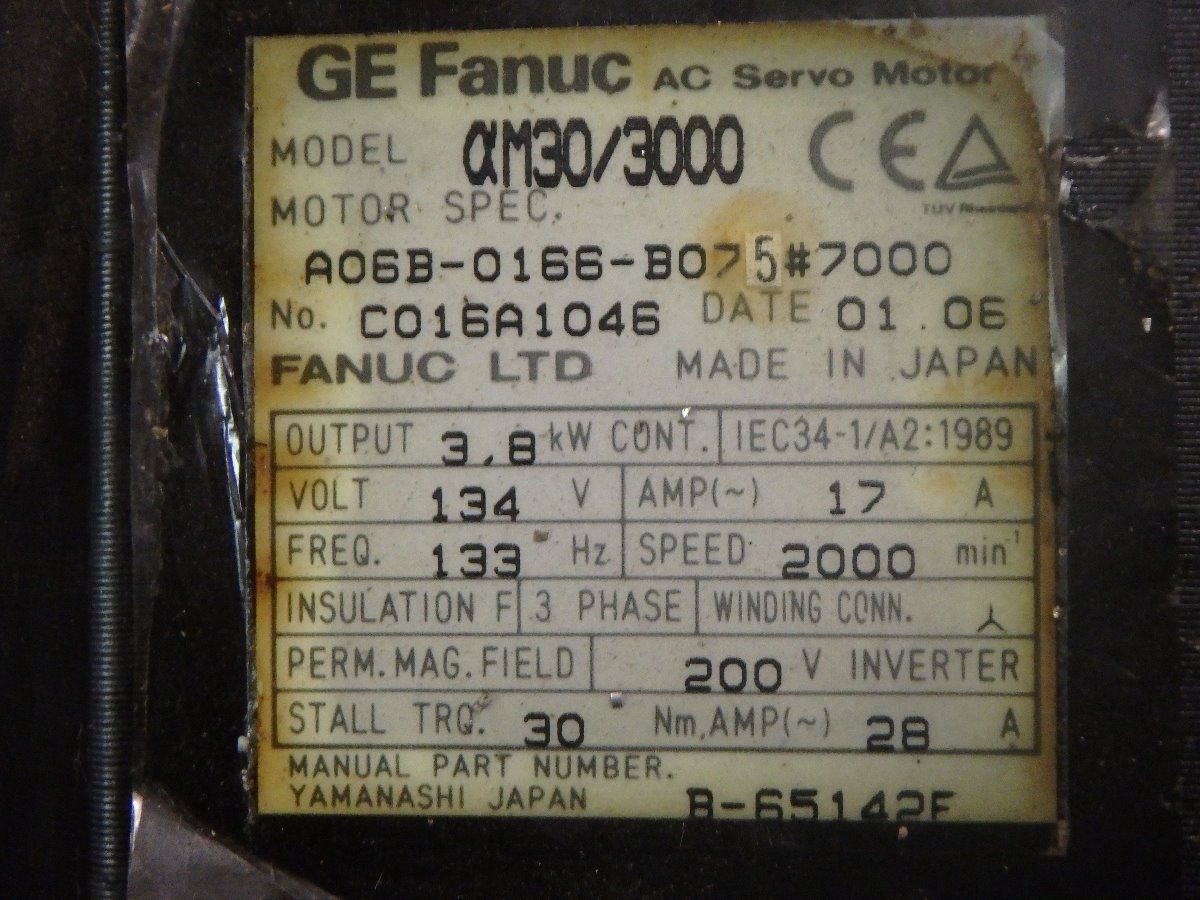 GE Fanuc AC Servo Motor
MODEL αM30/3000 CE
TÜV Rheinland
MOTOR SPEC.
A06B-0166-B075#7000
No. C016A1046 DATE 01.06
FANUC LTD MADE IN JAPAN
OUTPUT 3.8 kW CONT. IEC34-1/A2:1989
VOLT 134 V AMP(~) 17 A
FREQ. 133 Hz SPEED 2000 min⁻¹
INSULATION F 3 PHASE WINDING CONN.
PERM.MAG.FIELD 200 V INVERTER
STALL TRQ. 30 Nm,AMP(~) 28 A
MANUAL PART NUMBER.
YAMANASHI JAPAN B-65142E